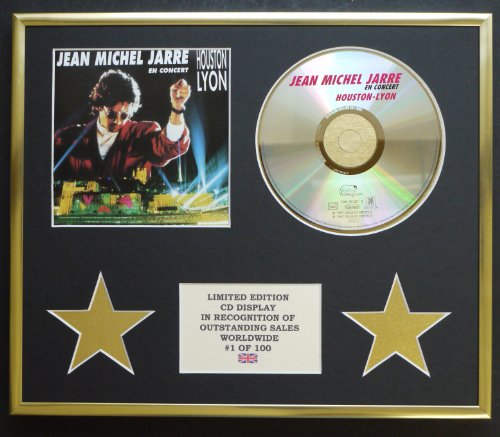 JEAN MICHEL JARRE
EN CONCERT
HOUSTON
LYON
JEAN MICHEL JARRE
EN CONCERT
HOUSTON-LYON
LIMITED EDITION
CD DISPLAY
IN RECOGNITION OF
OUTSTANDING SALES
WORLDWIDE
#1 OF 100